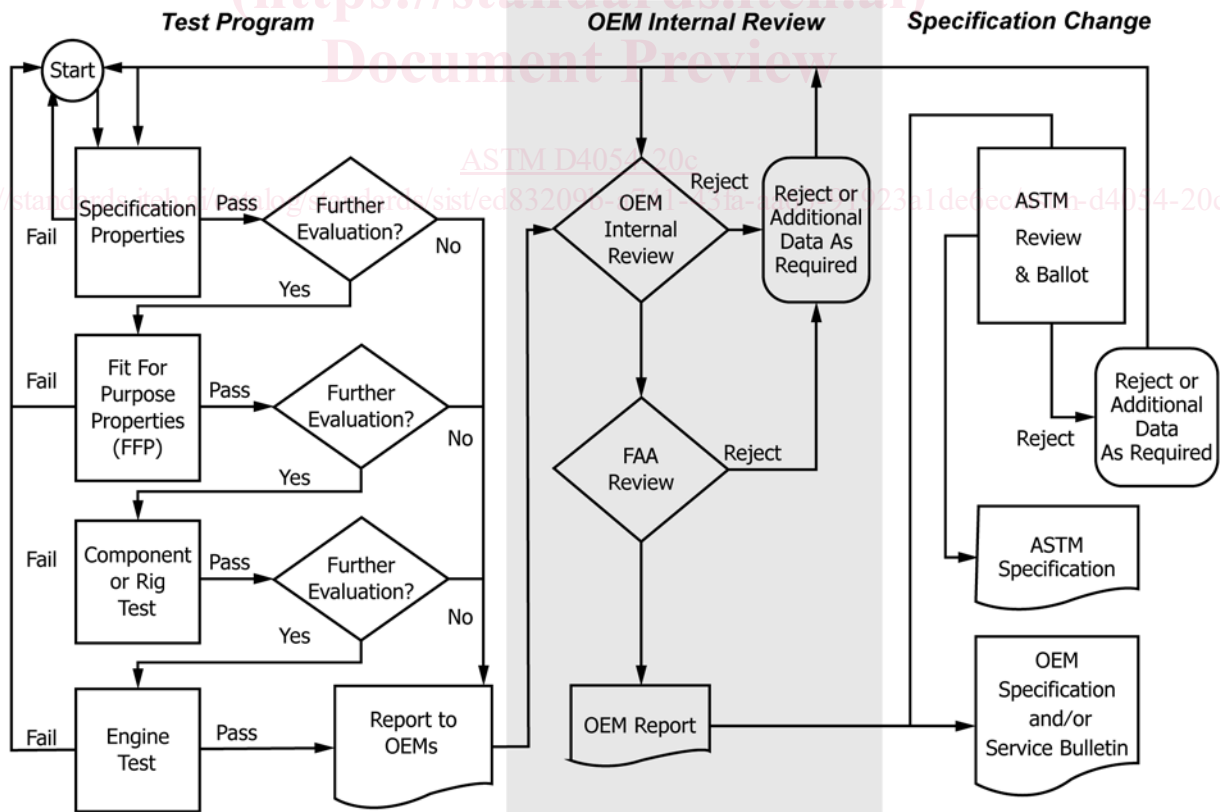 (https://standards.iteh.ai)
Test Program
OEM Internal Review
Specification Change
Document Preview
Start
ASTM D4054-20c
Specification
Properties
Pass
Fail
Further
Evaluation?
No
Yes
OEM
Internal
Review
Reject
Reject or
Additional
Data As
Required
ASTM
Review
& Ballot
Fit For
Purpose
Properties
(FFP)
Fail
Pass
Further
Evaluation?
No
Yes
FAA
Review
Reject
Reject
Reject or
Additional
Data
As Required
Component
or Rig
Test
Fail
Pass
Further
Evaluation?
No
Yes
ASTM
Specification
Engine
Test
Fail
Pass
Report to
OEMs
OEM Report
OEM
Specification
and/or
Service Bulletin